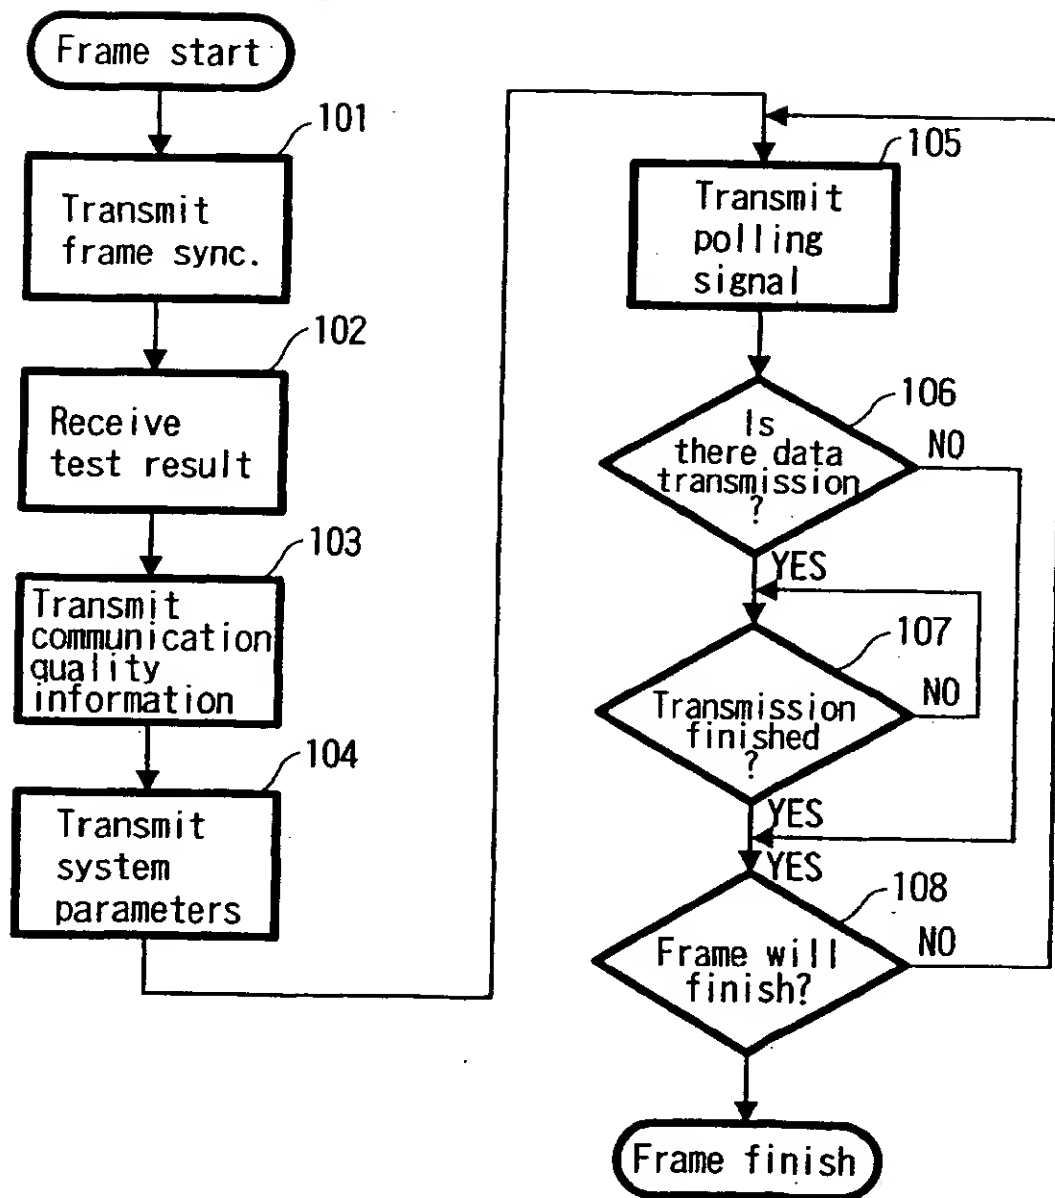 Frame start
101
Transmit
frame sync.
102
Receive
test result
103
Transmit
communication
quality
information
104
Transmit
system
parameters
105
Transmit
polling
signal
106
Is
there data
transmission
?
NO
YES
107
Transmission
finished
?
NO
YES
YES
108
Frame will
finish?
NO
Frame finish